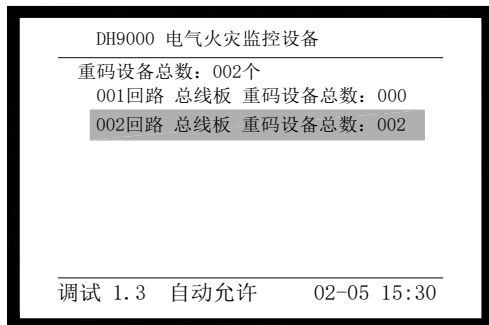 DH9000 电气火灾监控设备
重码设备总数: 002个
001回路 总线板 重码设备总数: 000
002回路 总线板 重码设备总数: 002
调试 1.3 自动允许 02-05 15:30